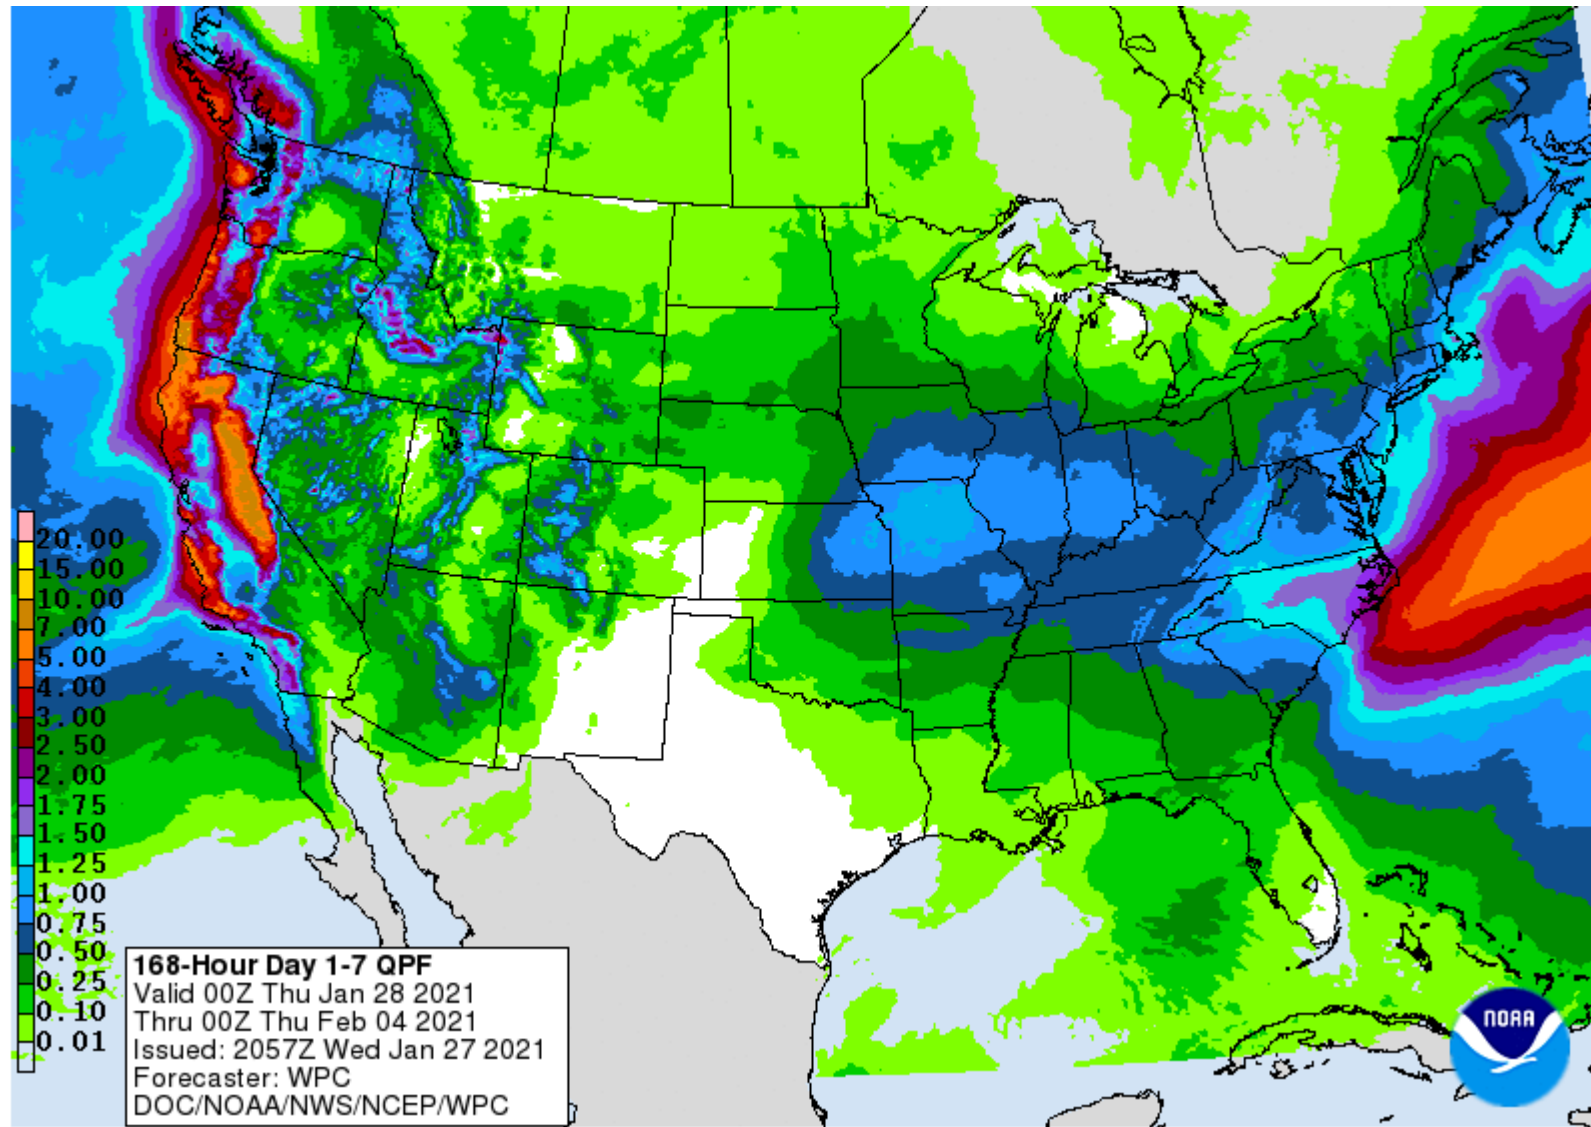 20.00
15.00
10.00
7.00
5.00
4.00
3.00
2.50
2.00
1.75
1.50
1.25
1.00
0.75
0.50
0.25
0.10
0.01
168-Hour Day 1-7 QPF
Valid 00Z Thu Jan 28 2021
Thru 00Z Thu Feb 04 2021
Issued: 2057Z Wed Jan 27 2021
Forecaster: WPC
DOC/NOAA/NWS/NCEP/WPC
NOAA